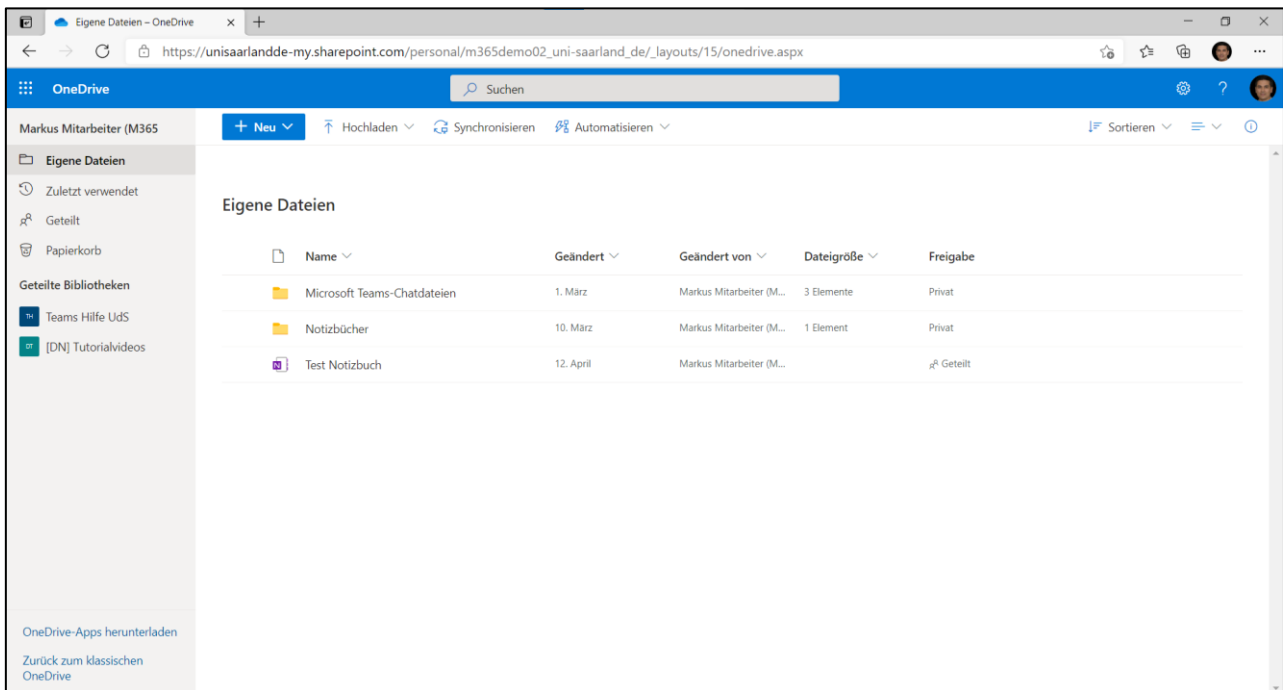 Eigene Dateien – OneDrive
https://unisaarlandde-my.sharepoint.com/personal/m365demo02_uni-saarland_de/_layouts/15/onedrive.aspx
OneDrive
Suchen
?
Markus Mitarbeiter (M365
+ Neu
Hochladen
Synchronisieren
Automatisieren
Sortieren
Eigene Dateien
Zuletzt verwendet
Geteilt
Papierkorb
Geteilte Bibliotheken
TH Teams Hilfe UdS
DT [DN] Tutorialvideos
OneDrive-Apps herunterladen
Zurück zum klassischen
OneDrive
Eigene Dateien
Name Geändert Geändert von Dateigröße Freigabe
Microsoft Teams-Chatdateien 1. März Markus Mitarbeiter (M... 3 Elemente Privat
Notizbücher 10. März Markus Mitarbeiter (M... 1 Element Privat
N Test Notizbuch 12. April Markus Mitarbeiter (M... Geteilt